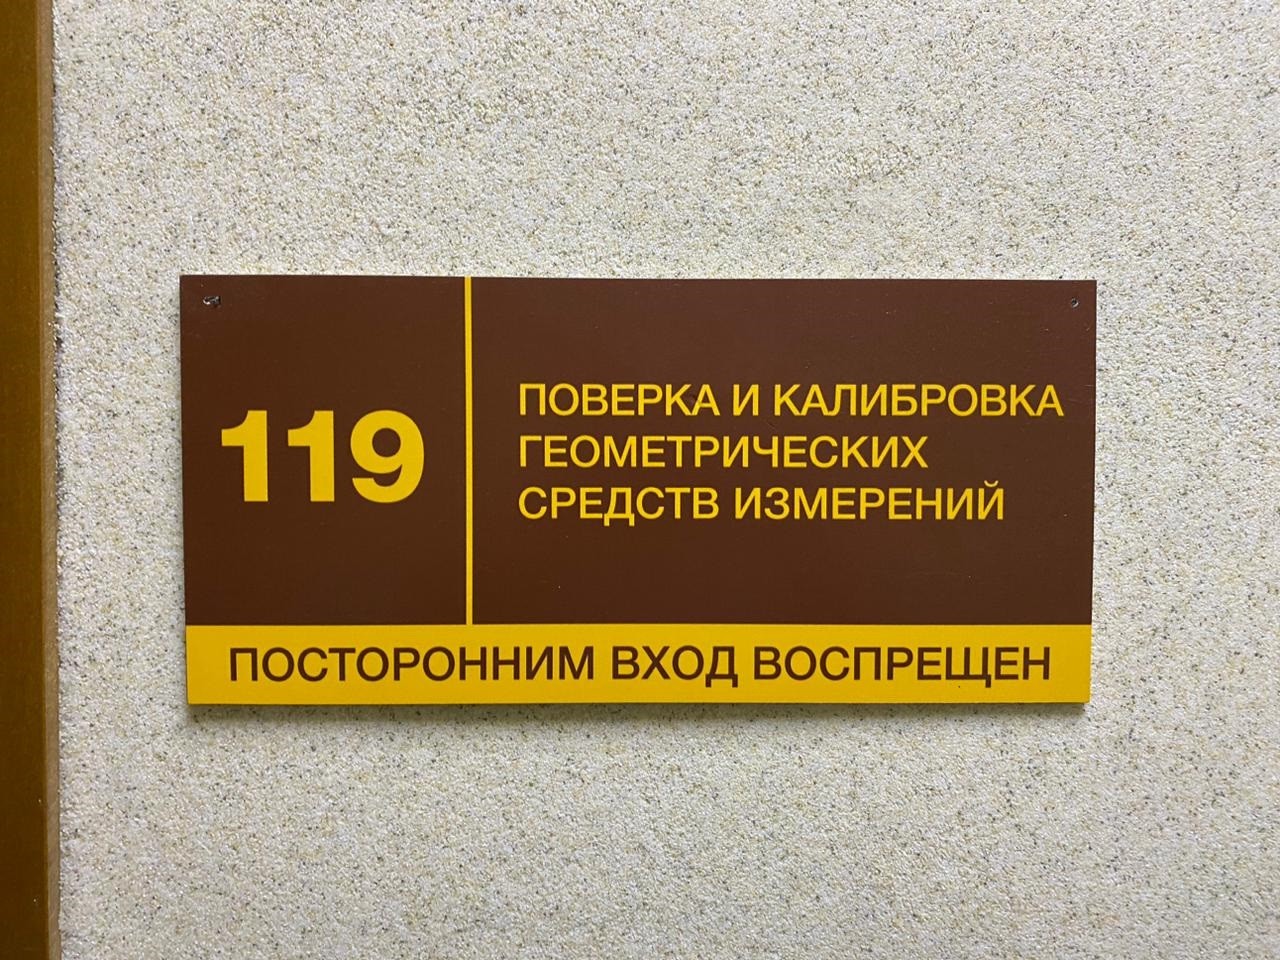 119
ПОВЕРКА И КАЛИБРОВКА
ГЕОМЕТРИЧЕСКИХ
СРЕДСТВ ИЗМЕРЕНИЙ
ПОСТОРОННИМ ВХОД ВОСПРЕЩЕН